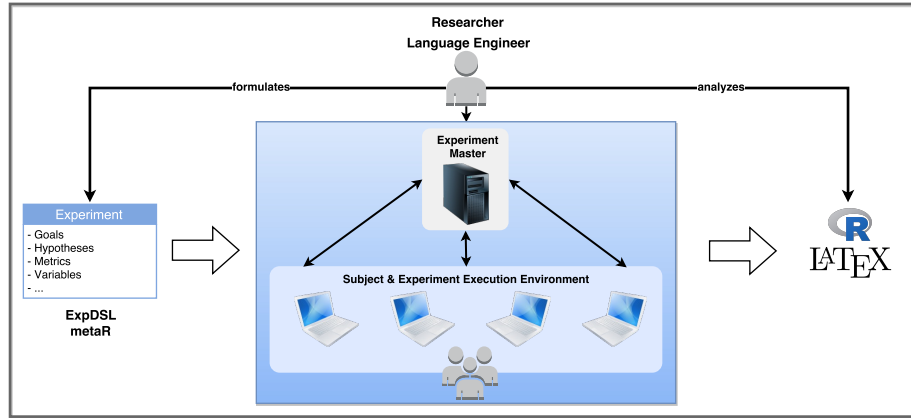 Researcher
Language Engineer
formulates
analyzes
Experiment
Master
Experiment
- Goals
- Hypotheses
- Metrics
- Variables
- ...
ExpDSL
metaR
Subject & Experiment Execution Environment
R
LATEX